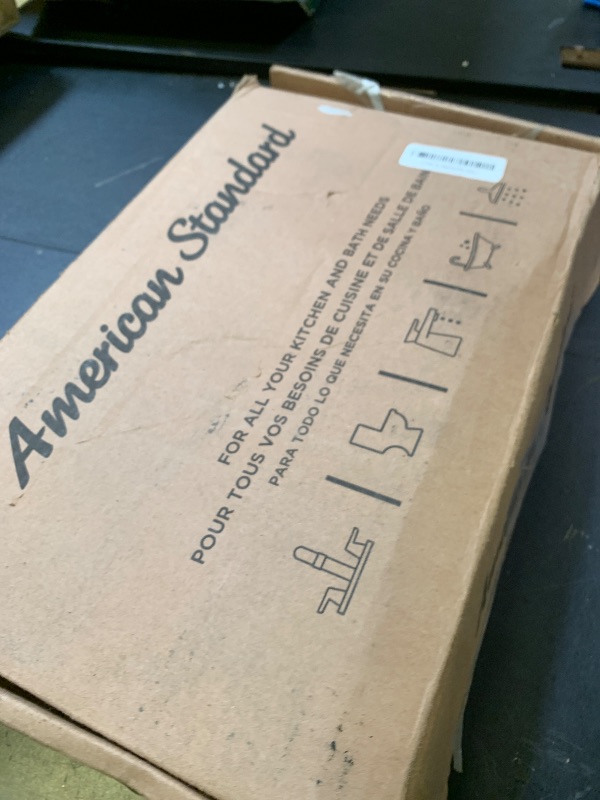 American Standard
FOR ALL YOUR KITCHEN AND BATH NEEDS
POUR TOUS VOS BESOINS DE CUISINE ET DE SALLE DE BAIN
PARA TODO LO QUE NECESITA EN SU COCINA Y BAÑO